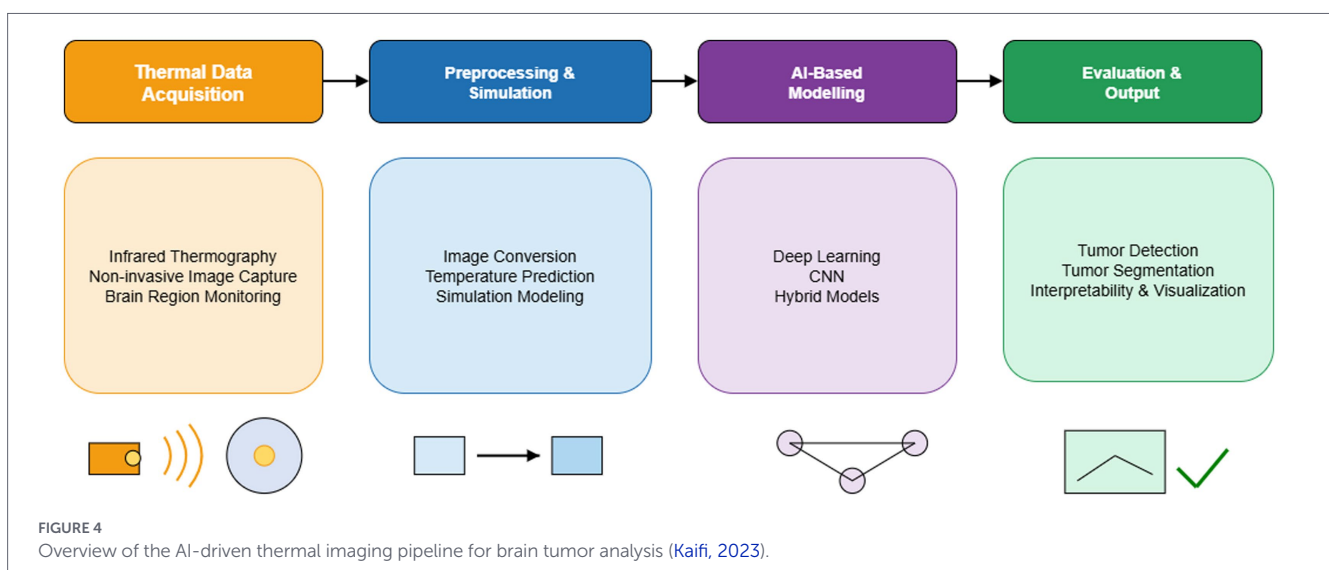 Thermal Data
Acquisition
Preprocessing &
Simulation
AI-Based
Modelling
Evaluation &
Output
Infrared Thermography
Non-invasive Image Capture
Brain Region Monitoring
Image Conversion
Temperature Prediction
Simulation Modeling
Deep Learning
CNN
Hybrid Models
Tumor Detection
Tumor Segmentation
Interpretability & Visualization
FIGURE 4
Overview of the AI-driven thermal imaging pipeline for brain tumor analysis (Kaifi, 2023).